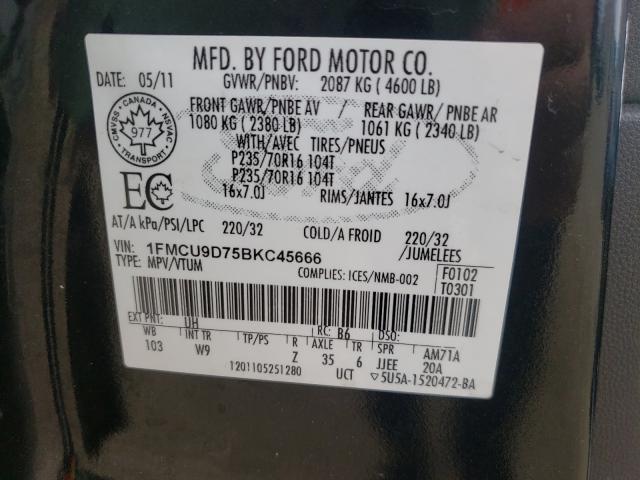 MFD. BY FORD MOTOR CO.
DATE: 05/11 GVWR/PNBV: 2087 KG ( 4600 LB)
FRONT GAWR/PNBE AV REAR GAWR/ PNBE AR
1080 KG ( 2380 LB) 1061 KG ( 2340 LB)
WITH/AVEC TIRES/PNEUS
P235/70R16 104T
P235/70R16 104T
16x7.0J RIMS/JANTES 16x7.0J
CMVSS • CANADA • NSVAC
977
TRANSPORT
EC
AT/A kPa/PSI/LPC 220/32 COLD/A FROID 220/32
/JUMELEES
VIN: 1FMCU9D75BKC45666
TYPE: MPV/VTUM COMPLIES: ICES/NMB-002
F0102
T0301
EXT PNT: UH RC: B6 DSO:
WB INT TR TP/PS R AXLE TR SPR AM71A
103 W9 Z 35 6 JJEE 20A
1201105251280 UCT 5U5A-1520472-BA